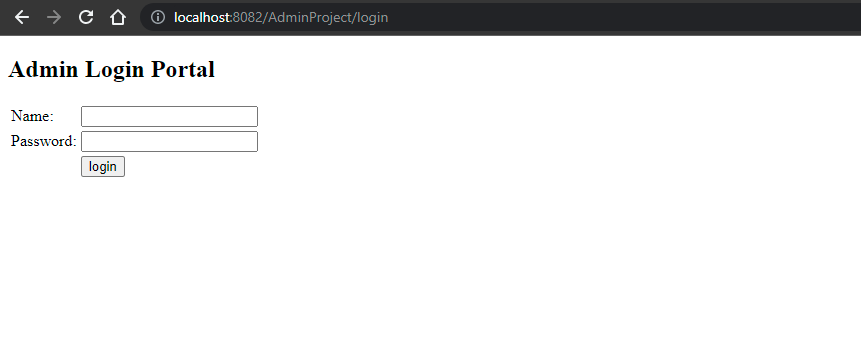 localhost:8082/AdminProject/login
Admin Login Portal
Name:
Password:
login